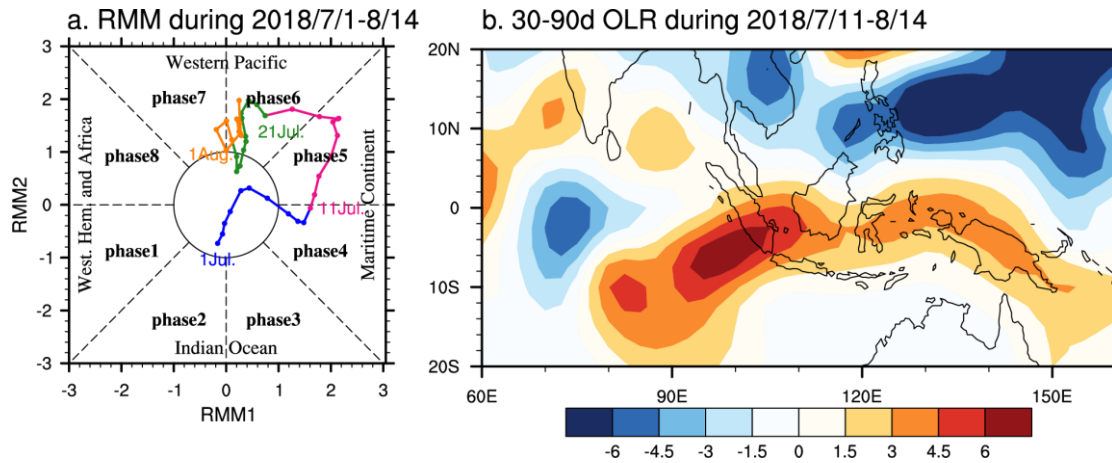 a. RMM during 2018/7/1-8/14
3
2
1
0
-1
-2
-3
RMM2
-3 -2 -1 0 1 2 3
RMM1
Western Pacific
phase7 phase6
21Jul.
1Aug.
phase8 phase5
West. Hem. and Africa
Maritime Continent
11Jul.
phase1 phase4
1Jul.
phase2 phase3
Indian Ocean
b. 30-90d OLR during 2018/7/11-8/14
20N
10N
0
10S
20S
60E 90E 120E 150E
-6 -4.5 -3 -1.5 0 1.5 3 4.5 6